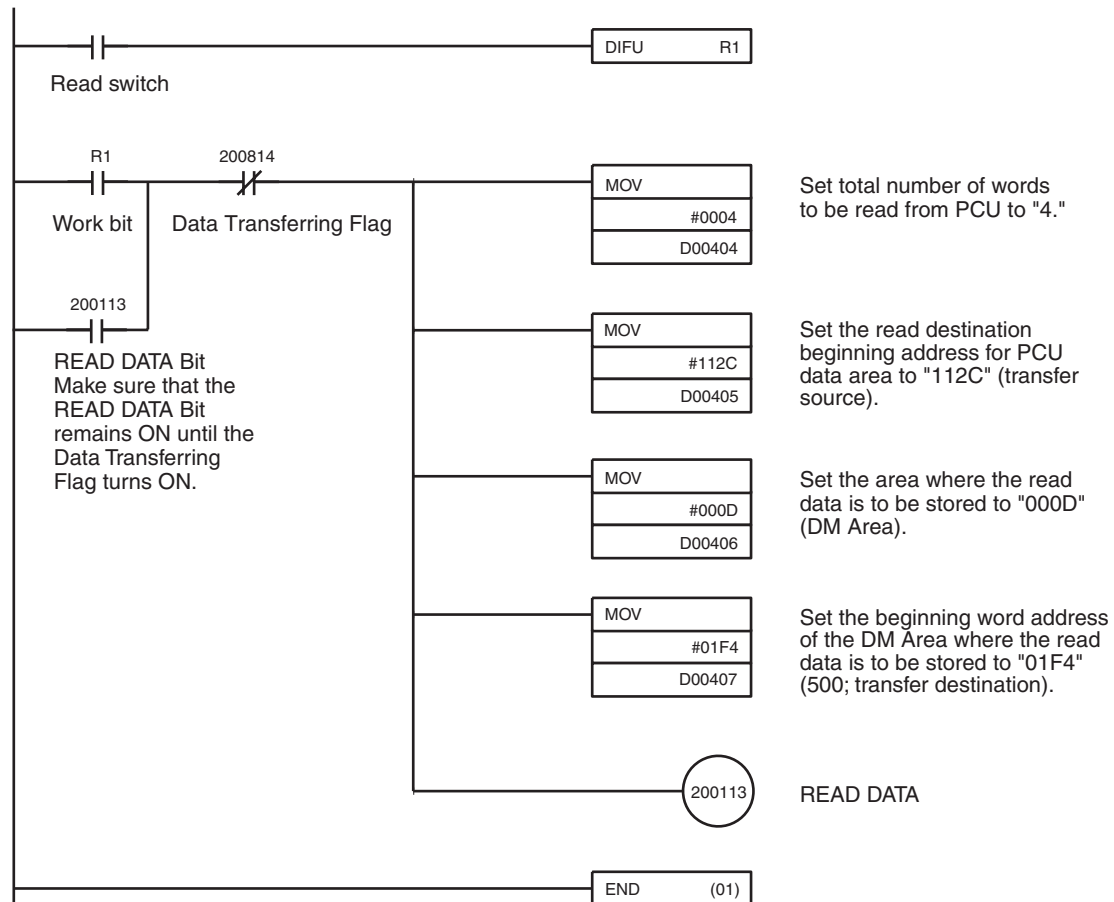 DIFU R1
Read switch
R1
200814
Work bit
Data Transferring Flag
MOV
#0004
D00404
Set total number of words
to be read from PCU to "4."
200113
READ DATA Bit
Make sure that the
READ DATA Bit
remains ON until the
Data Transferring
Flag turns ON.
MOV
#112C
D00405
Set the read destination
beginning address for PCU
data area to "112C" (transfer
source).
MOV
#000D
D00406
Set the area where the read
data is to be stored to "000D"
(DM Area).
MOV
#01F4
D00407
Set the beginning word address
of the DM Area where the read
data is to be stored to "01F4"
(500; transfer destination).
200113
READ DATA
END (01)